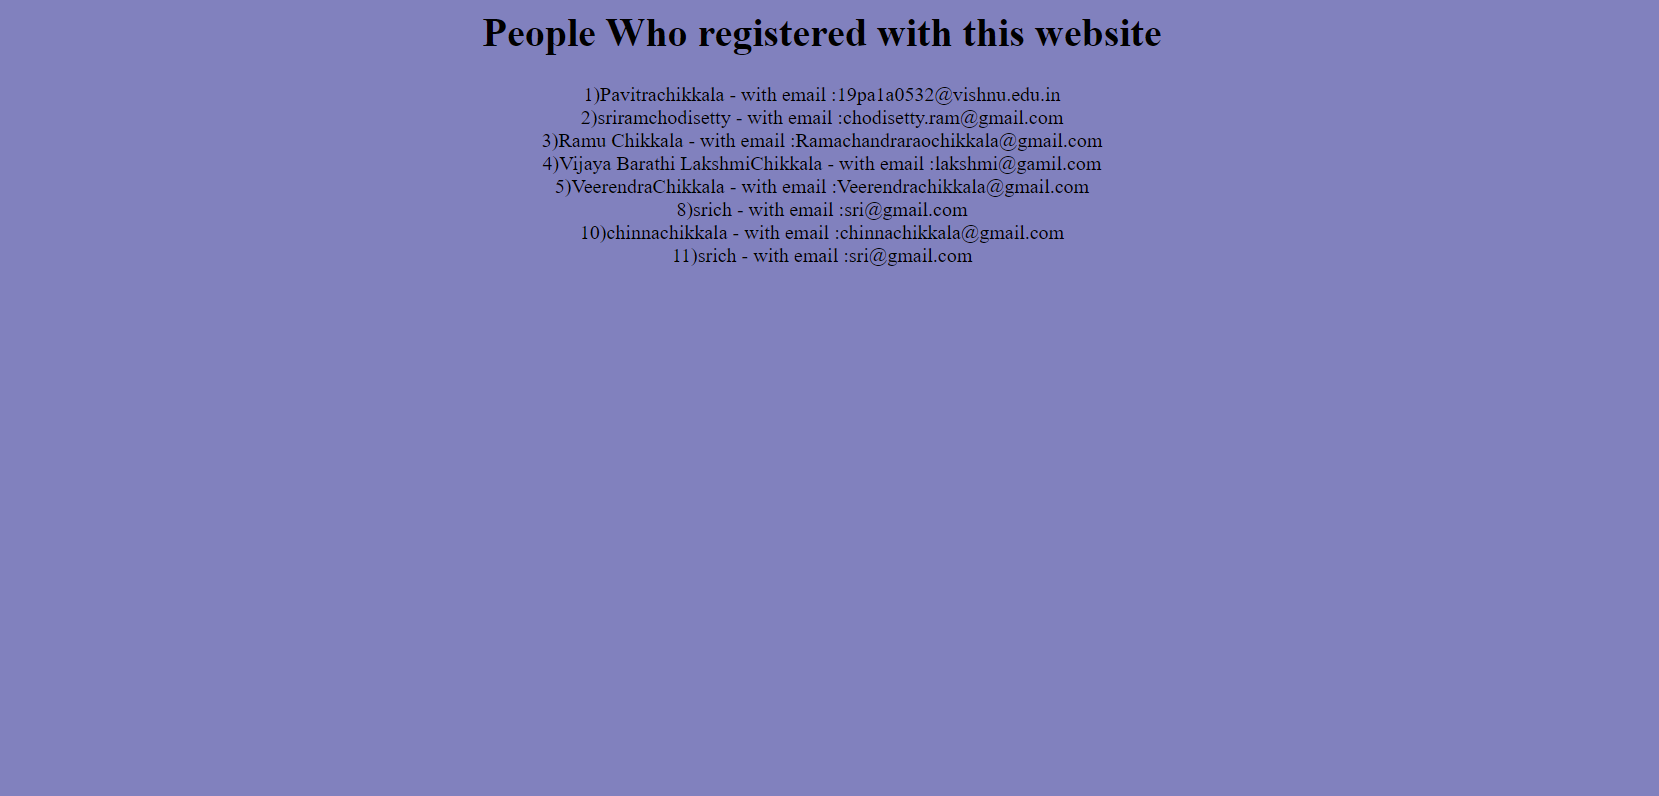 People Who registered with this website
1)Pavitrachikkala - with email :19pa1a0532@vishnu.edu.in
2)sriramchodisetty - with email :chodisetty.ram@gmail.com
3)Ramu Chikkala - with email :Ramachandraraochikkala@gmail.com
4)Vijaya Barathi LakshmiChikkala - with email :lakshmi@gamil.com
5)VeerendraChikkala - with email :Veerendrachikkala@gmail.com
8)srich - with email :sri@gmail.com
10)chinnachikkala - with email :chinnachikkala@gmail.com
11)srich - with email :sri@gmail.com